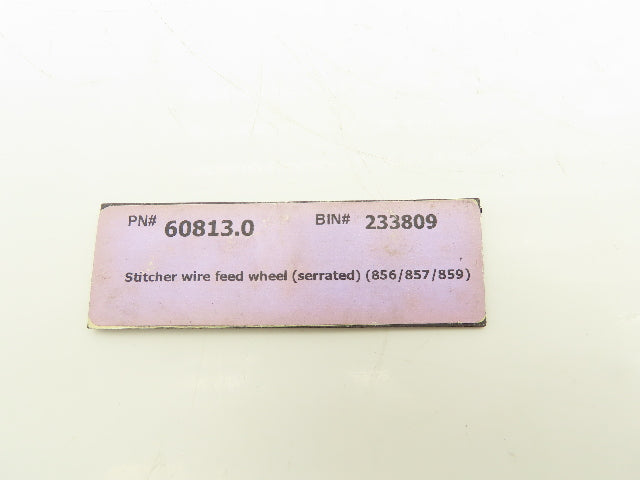 PN# 60813.0 BIN# 233809
Stitcher wire feed wheel (serrated) (856/857/859)